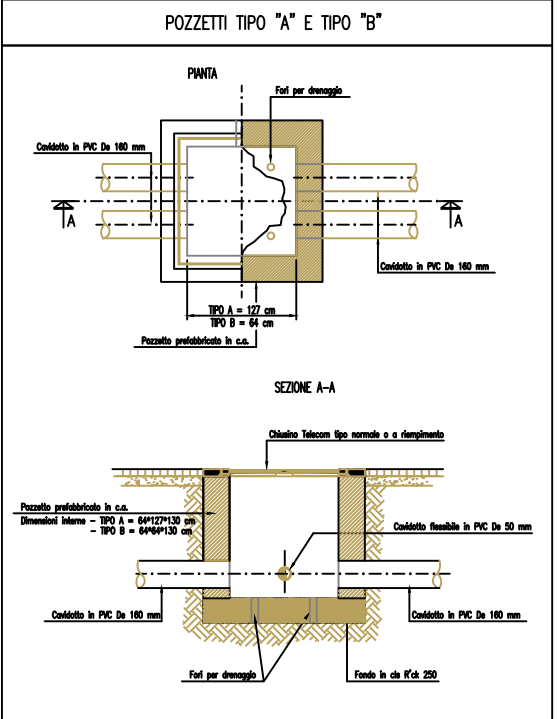 POZZETTI TIPO "A" E TIPO "B"
PIANTA
Fori per drenaggio
Cavidotto in PVC De 160 mm
A
A
Cavidotto in PVC De 160 mm
TIPO A = 127 cm
TIPO B = 64 cm
Pozzetto prefabbricato in c.a.
SEZIONE A-A
Chiusino Telecom tipo normale o a riempimento
Pozzetto prefabbricato in c.a.
Dimensioni interne - TIPO A = 64*127*130 cm
- TIPO B = 64*64*130 cm
Cavidotto flessibile in PVC De 50 mm
Cavidotto in PVC De 160 mm
Cavidotto in PVC De 160 mm
Fori per drenaggio
Fondo in cls R'ck 250